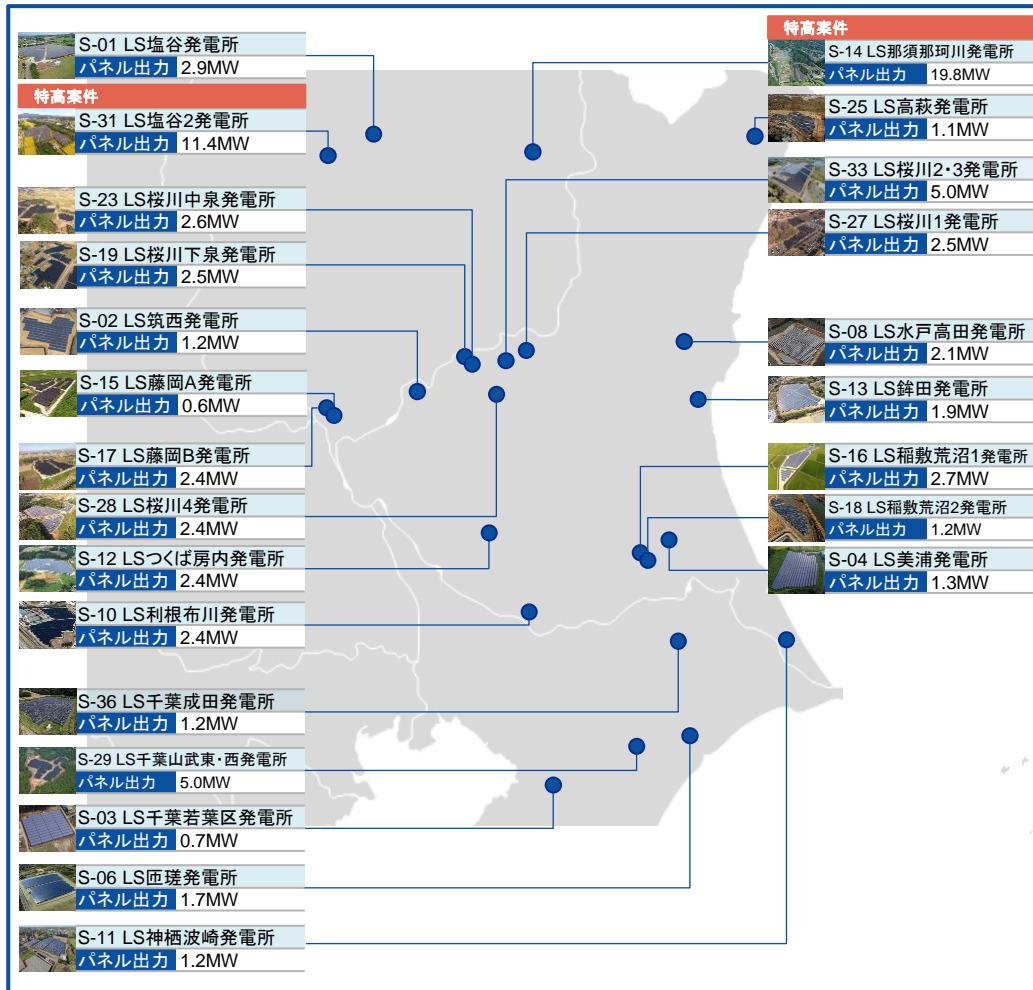 S-01 LS塩谷発電所
パネル出力 2.9MW
特高案件
S-31 LS塩谷2発電所
パネル出力 11.4MW
S-23 LS桜川中泉発電所
パネル出力 2.6MW
S-19 LS桜川下泉発電所
パネル出力 2.5MW
S-02 LS筑西発電所
パネル出力 1.2MW
S-15 LS藤岡A発電所
パネル出力 0.6MW
S-17 LS藤岡B発電所
パネル出力 2.4MW
S-28 LS桜川4発電所
パネル出力 2.4MW
S-12 LSつくば房内発電所
パネル出力 2.4MW
S-10 LS利根布川発電所
パネル出力 2.4MW
S-36 LS千葉成田発電所
パネル出力 1.2MW
S-29 LS千葉山武東・西発電所
パネル出力 5.0MW
S-03 LS千葉若葉区発電所
パネル出力 0.7MW
S-06 LS匝瑳発電所
パネル出力 1.7MW
S-11 LS神栖波崎発電所
パネル出力 1.2MW
特高案件
S-14 LS那須那珂川発電所
パネル出力 19.8MW
S-25 LS高萩発電所
パネル出力 1.1MW
S-33 LS桜川2・3発電所
パネル出力 5.0MW
S-27 LS桜川1発電所
パネル出力 2.5MW
S-08 LS水戸高田発電所
パネル出力 2.1MW
S-13 LS鉾田発電所
パネル出力 1.9MW
S-16 LS稲敷荒沼1発電所
パネル出力 2.7MW
S-18 LS稲敷荒沼2発電所
パネル出力 1.2MW
S-04 LS美浦発電所
パネル出力 1.3MW